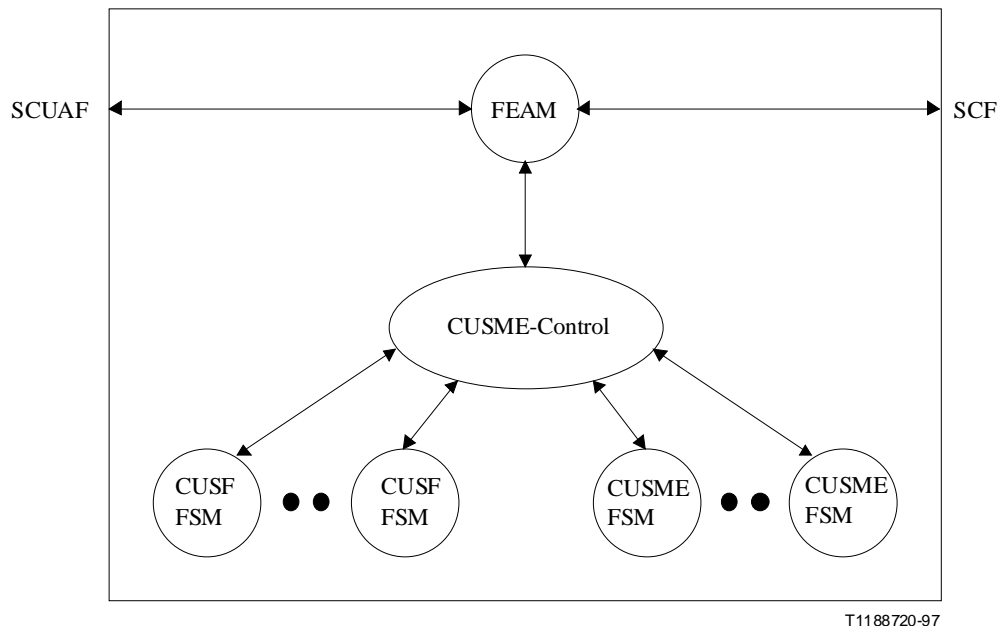 SCUAF
FEAM
SCF
CUSME-Control
CUSF
FSM
CUSF
FSM
CUSME
FSM
CUSME
FSM
T1188720-97